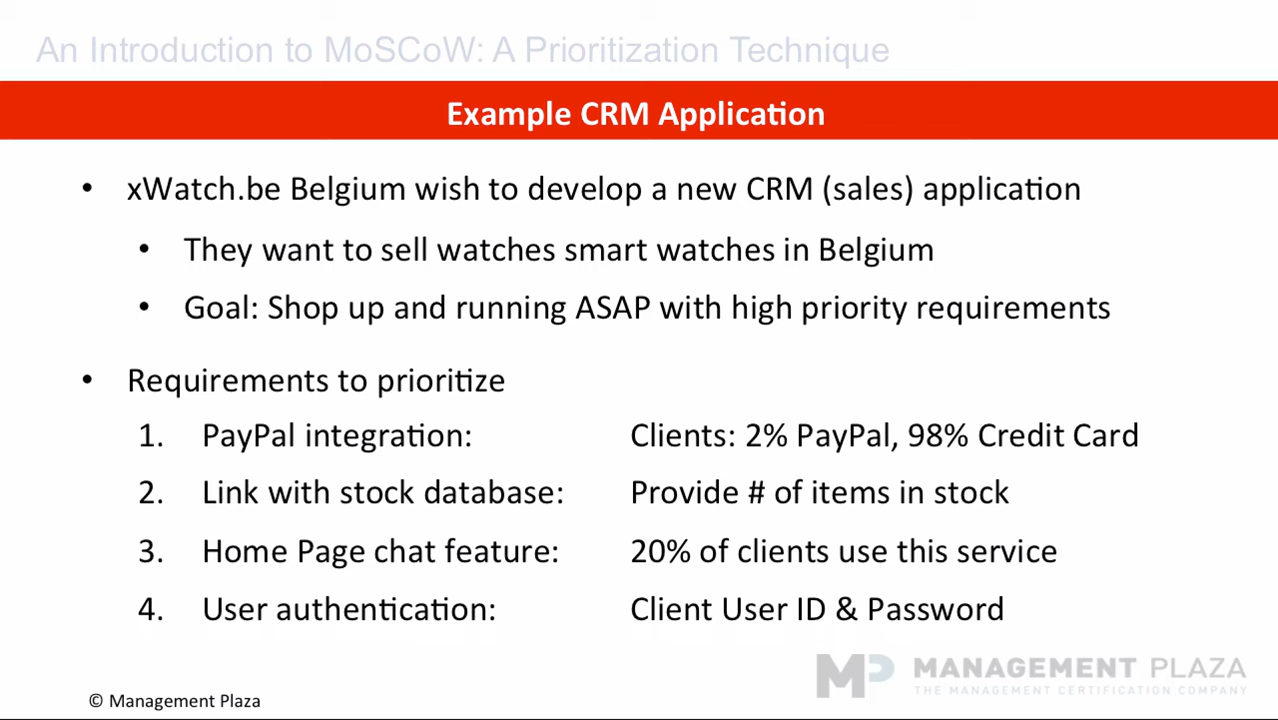 An Introduction to MoSCoW: A Prioritization Technique
Example CRM Application
• xWatch.be Belgium wish to develop a new CRM (sales) application
• They want to sell watches smart watches in Belgium
• Goal: Shop up and running ASAP with high priority requirements
• Requirements to prioritize
1. PayPal integration: Clients: 2% PayPal, 98% Credit Card
2. Link with stock database: Provide # of items in stock
3. Home Page chat feature: 20% of clients use this service
4. User authentication: Client User ID & Password
MP MANAGEMENT PLAZA
THE MANAGEMENT CERTIFICATION COMPANY
© Management Plaza